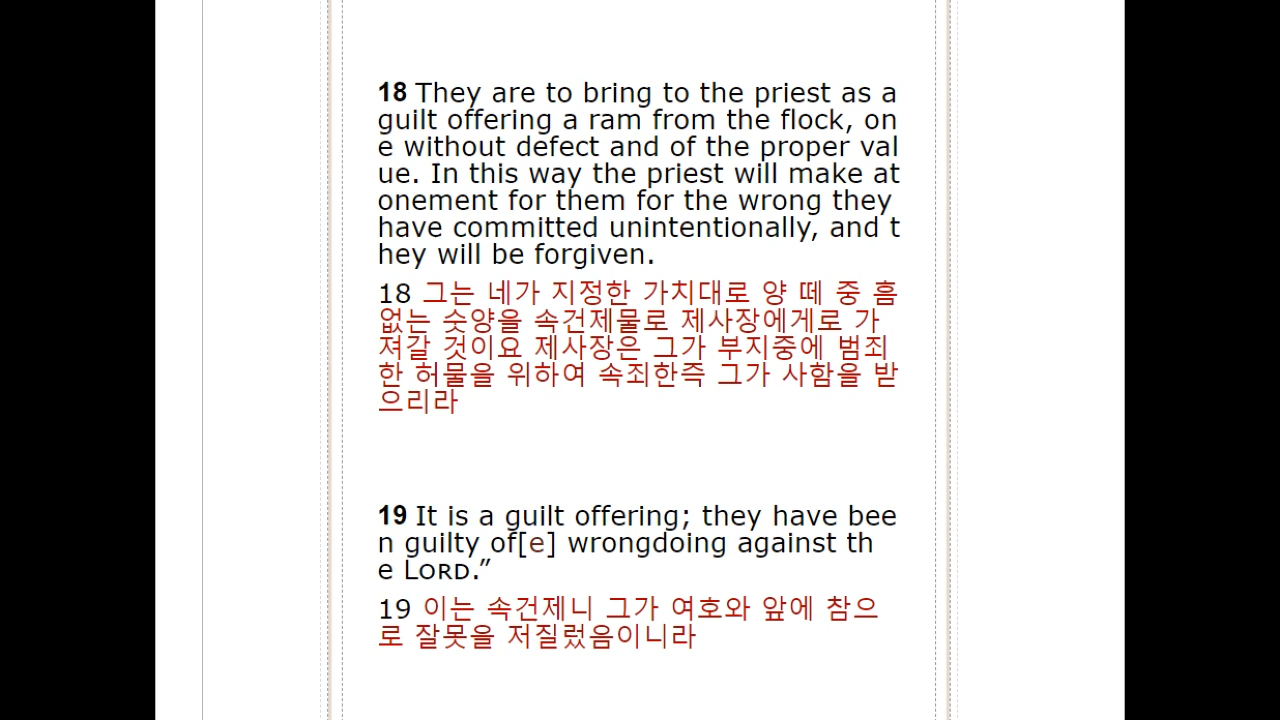 18 They are to bring to the priest as a
guilt offering a ram from the flock, on
e without defect and of the proper val
ue. In this way the priest will make at
onement for them for the wrong they
have committed unintentionally, and t
hey will be forgiven.
18 그는 네가 지정한 가치대로 양 떼 중 흠
없는 숫양을 속건제물로 제사장에게로 가
져갈 것이요 제사장은 그가 부지중에 범죄
한 허물을 위하여 속죄한즉 그가 사함을 받
으리라
19 It is a guilt offering; they have bee
n guilty of[e] wrongdoing against th
e LORD.”
19 이는 속건제니 그가 여호와 앞에 참으
로 잘못을 저질렀음이니라